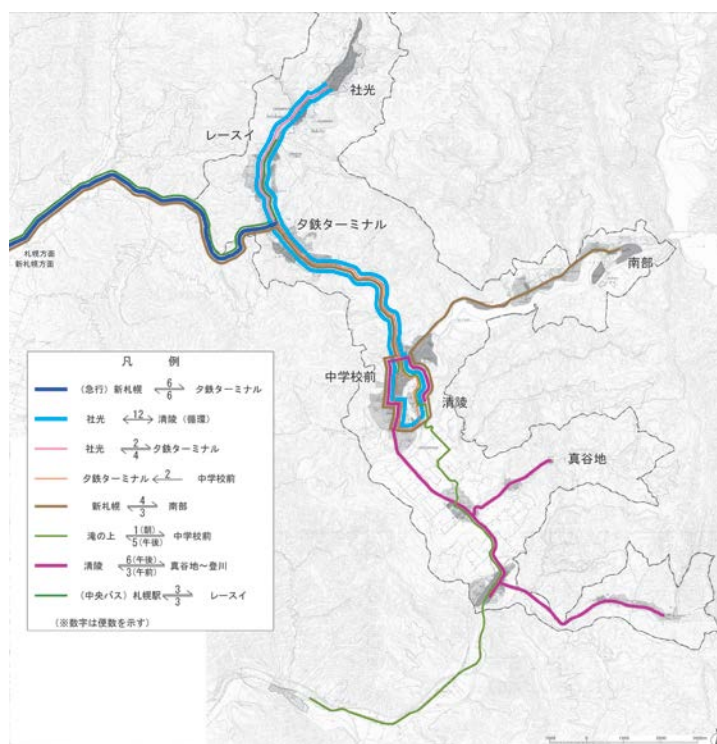 社光
レースイ
夕鉄ターミナル
札幌方面
新札幌方面
南部
中学校前
清陵
真谷地
凡 例
（急行）新札幌 6 6 夕鉄ターミナル
社光 12 清陵（循環）
社光 2 4 夕鉄ターミナル
夕鉄ターミナル 2 中学校前
新札幌 4 3 南部
滝の上 1(朝) 5(午後) 中学校前
清陵 6(午後) 3(午前) 真谷地～登川
（中央バス）札幌駅 3 3 レースイ
（※数字は便数を示す）